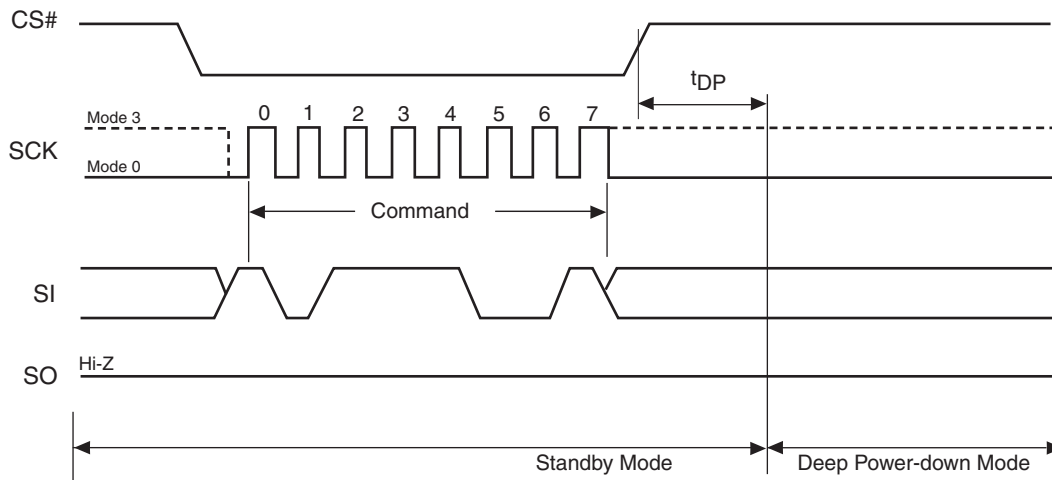 CS#
tDP
Mode 3
0 1 2 3 4 5 6 7
SCK
Mode 0
Command
SI
Hi-Z
SO
Standby Mode
Deep Power-down Mode